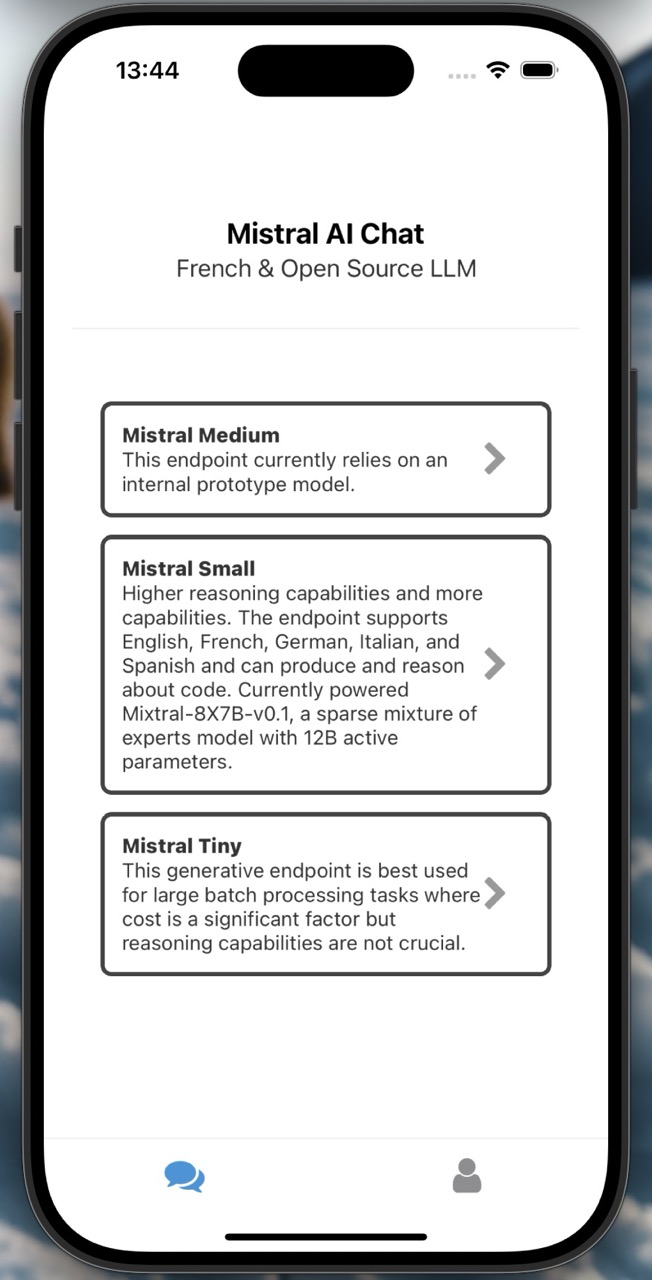 13:44
Mistral AI Chat
French & Open Source LLM
Mistral Medium
This endpoint currently relies on an
internal prototype model.
Mistral Small
Higher reasoning capabilities and more
capabilities. The endpoint supports
English, French, German, Italian, and
Spanish and can produce and reason
about code. Currently powered
Mixtral-8X7B-v0.1, a sparse mixture of
experts model with 12B active
parameters.
Mistral Tiny
This generative endpoint is best used
for large batch processing tasks where
cost is a significant factor but
reasoning capabilities are not crucial.